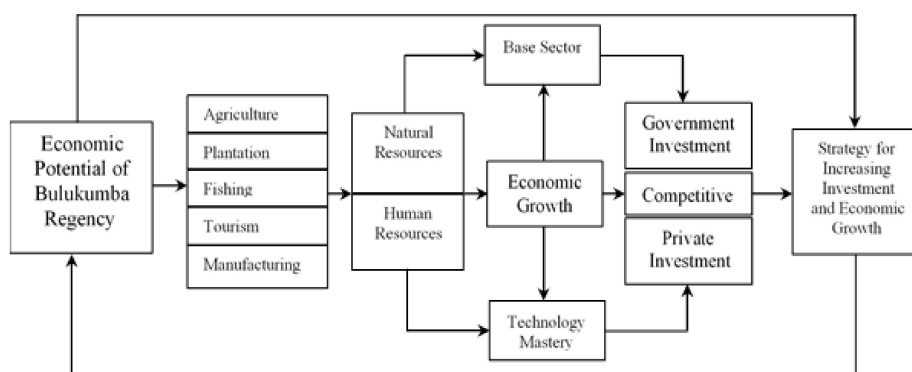 Economic
Potential of
Bulukumba
Regency
Agriculture
Plantation
Fishing
Tourism
Manufacturing
Natural
Resources
Human
Resources
Base Sector
Economic
Growth
Technology
Mastery
Government
Investment
Competitive
Private
Investment
Strategy for
Increasing
Investment
and Economic
Growth